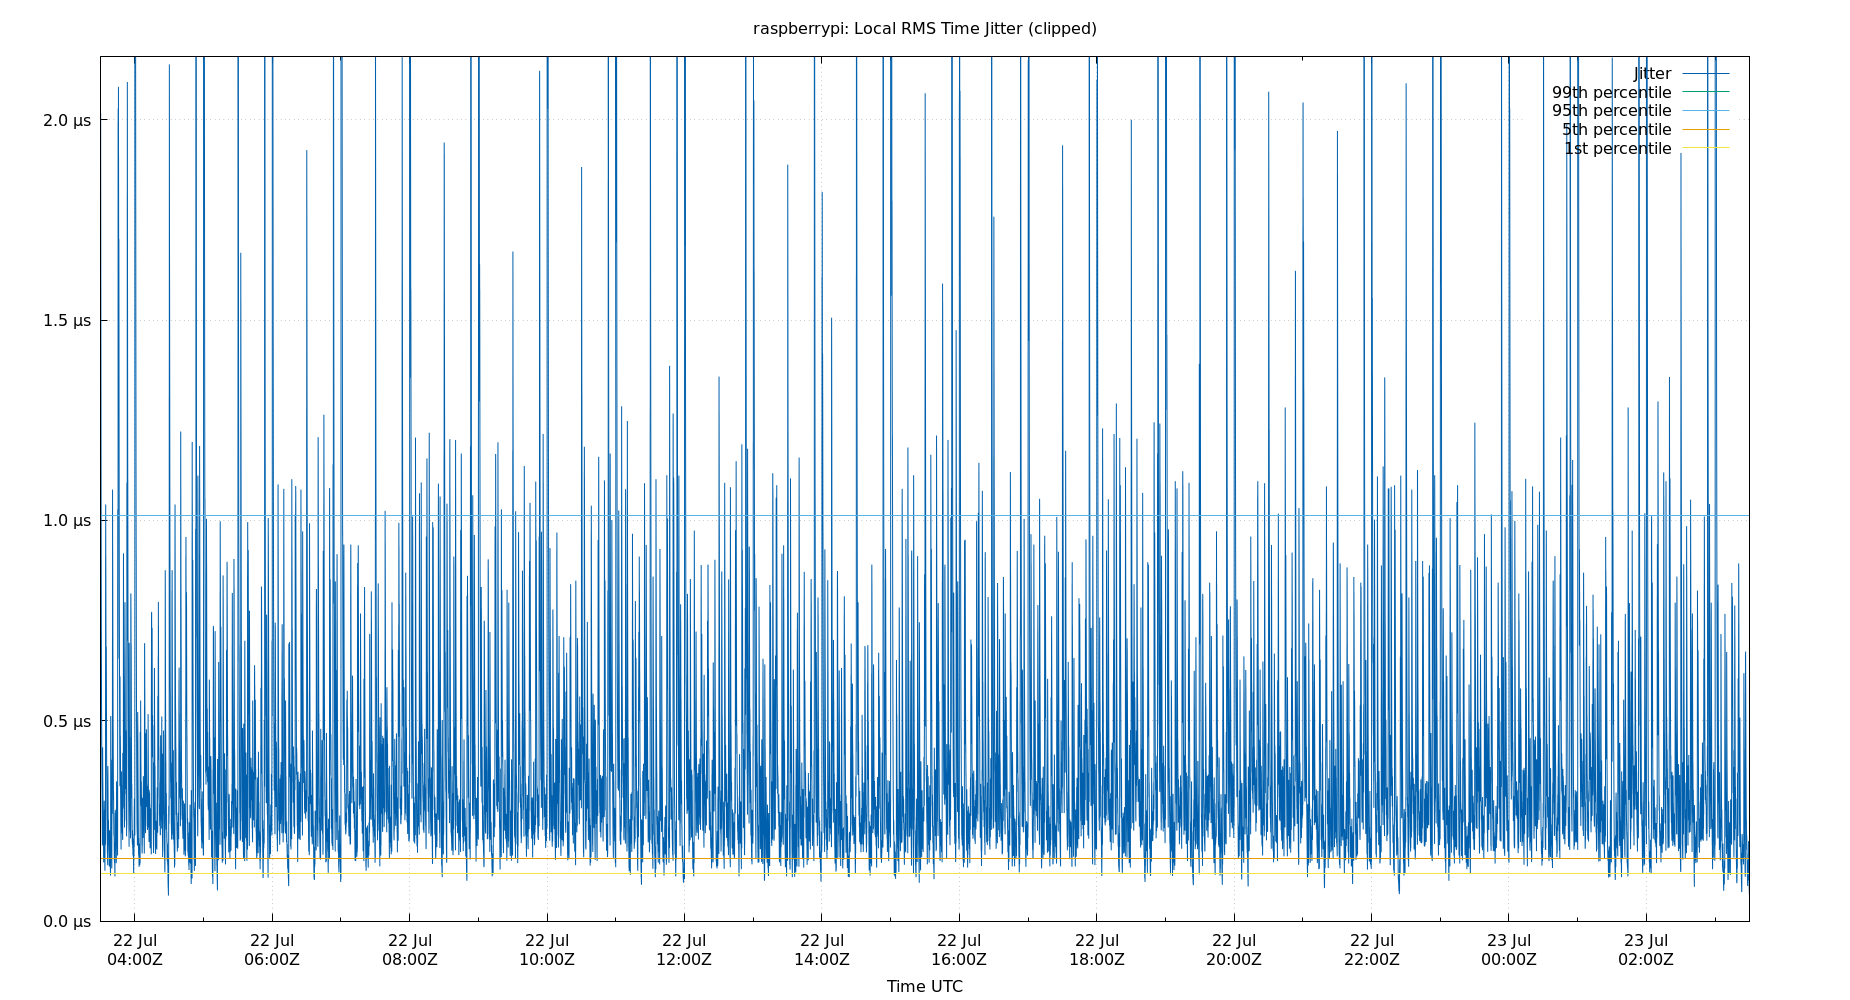 raspberrypi: Local RMS Time Jitter (clipped)
Jitter
99th percentile
95th percentile
5th percentile
1st percentile
2.0 µs
1.5 µs
1.0 µs
0.5 µs
0.0 µs
22 Jul 22 Jul 22 Jul 22 Jul 22 Jul 22 Jul 22 Jul 22 Jul 22 Jul 22 Jul 23 Jul 23 Jul
04:00Z 06:00Z 08:00Z 10:00Z 12:00Z 14:00Z 16:00Z 18:00Z 20:00Z 22:00Z 00:00Z 02:00Z
Time UTC